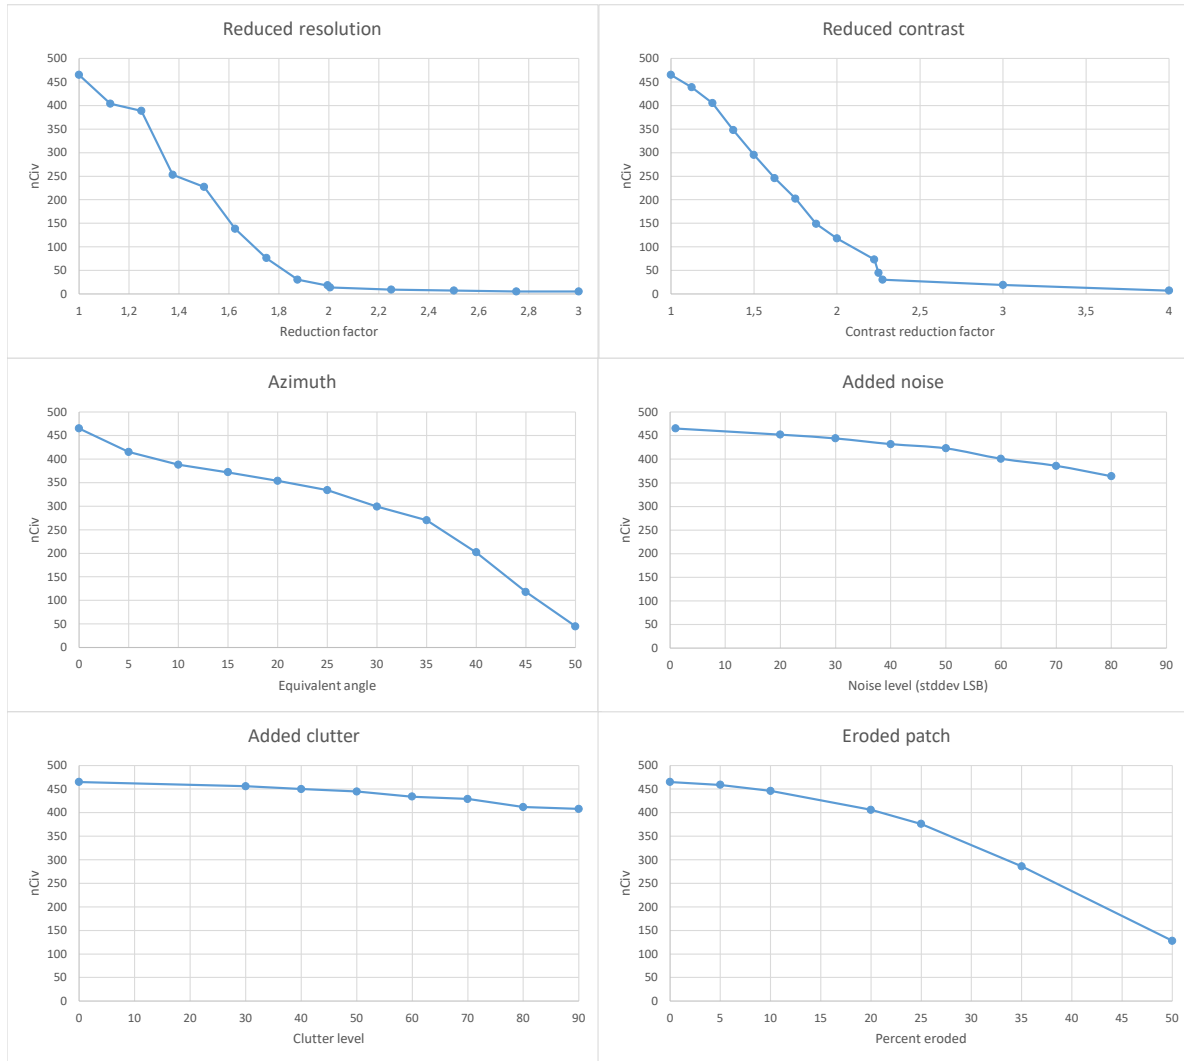 Reduced resolution
500
450
400
350
300
250
200
150
100
50
0
nCiv
1 1,2 1,4 1,6 1,8 2 2,2 2,4 2,6 2,8 3
Reduction factor
Reduced contrast
500
450
400
350
300
250
200
150
100
50
0
nCiv
1 1,5 2 2,5 3 3,5 4
Contrast reduction factor
Azimuth
500
450
400
350
300
250
200
150
100
50
0
nCiv
0 5 10 15 20 25 30 35 40 45 50
Equivalent angle
Added noise
500
450
400
350
300
250
200
150
100
50
0
nCiv
0 10 20 30 40 50 60 70 80 90
Noise level (stddev LSB)
Added clutter
500
450
400
350
300
250
200
150
100
50
0
nCiv
0 10 20 30 40 50 60 70 80 90
Clutter level
Eroded patch
500
450
400
350
300
250
200
150
100
50
0
nCiv
0 5 10 15 20 25 30 35 40 45 50
Percent eroded